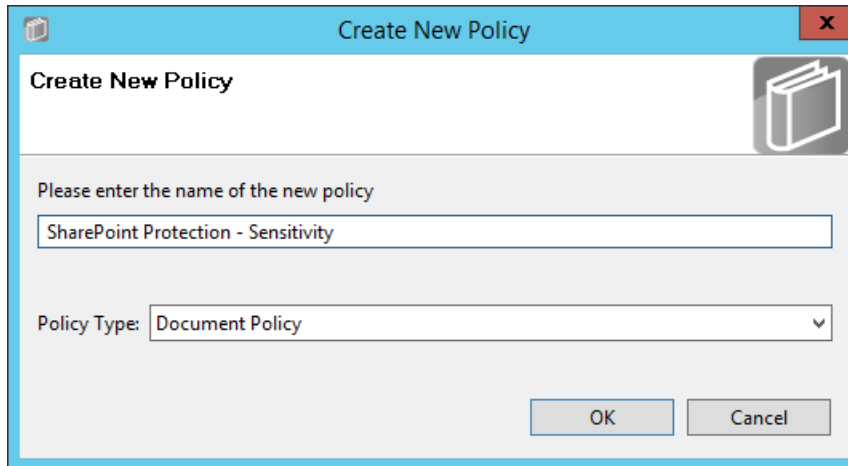 Create New Policy
x
Create New Policy
Please enter the name of the new policy
SharePoint Protection - Sensitivity
Policy Type: Document Policy
OK Cancel